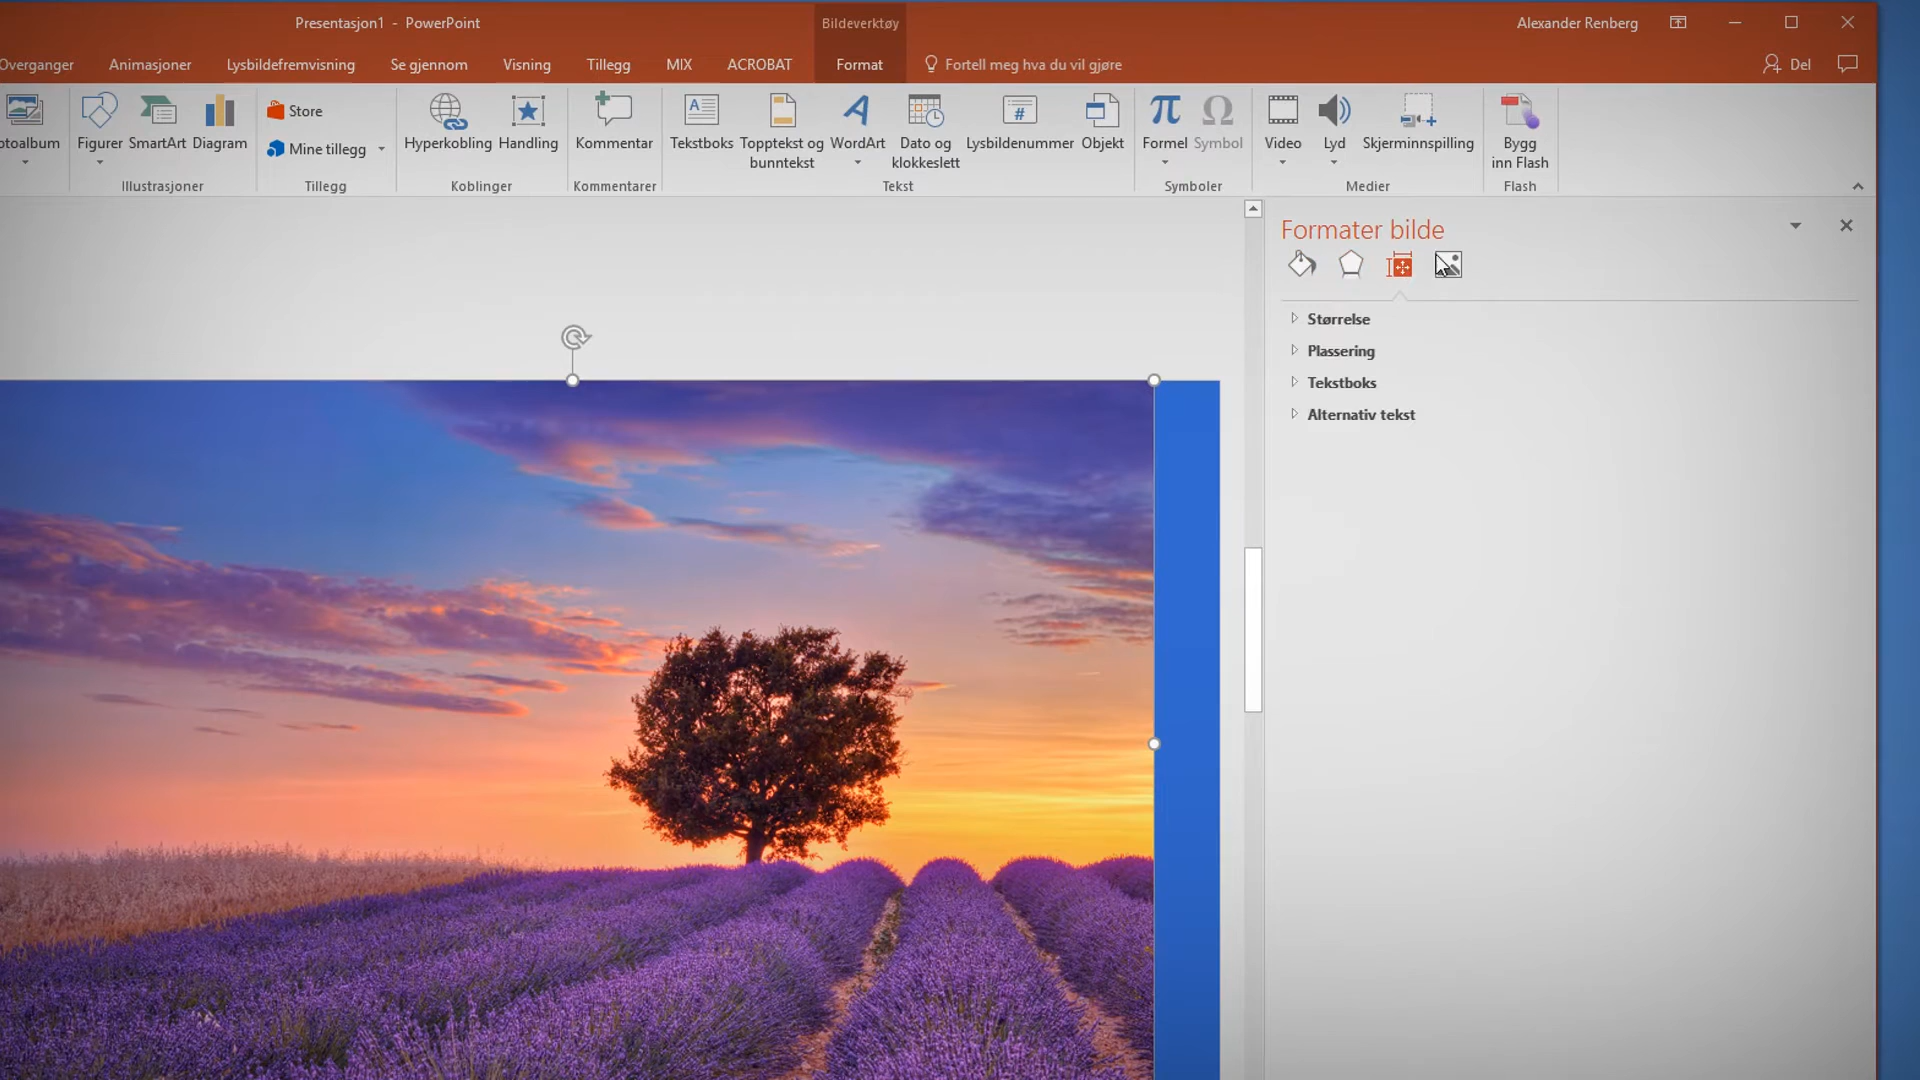 Presentasjon1 - PowerPoint
Bildeverktøy
Alexander Renberg
Overganger Animasjoner Lysbildefremvisning Se gjennom Visning Tillegg MIX ACROBAT Format Fortell meg hva du vil gjøre Del
otoalbum
Figurer SmartArt Diagram
Store
Mine tillegg
Hyperkobling Handling
Kommentar
Tekstboks Topptekst og bunntekst WordArt Dato og klokkeslett Lysbildenummer Objekt
Formel Symbol
Video Lyd Skjerminnspilling
Bygg inn Flash
Illustrasjoner Tillegg Koblinger Kommentarer Tekst Symboler Medier Flash
Formater bilde
Størrelse
Plassering
Tekstboks
Alternativ tekst